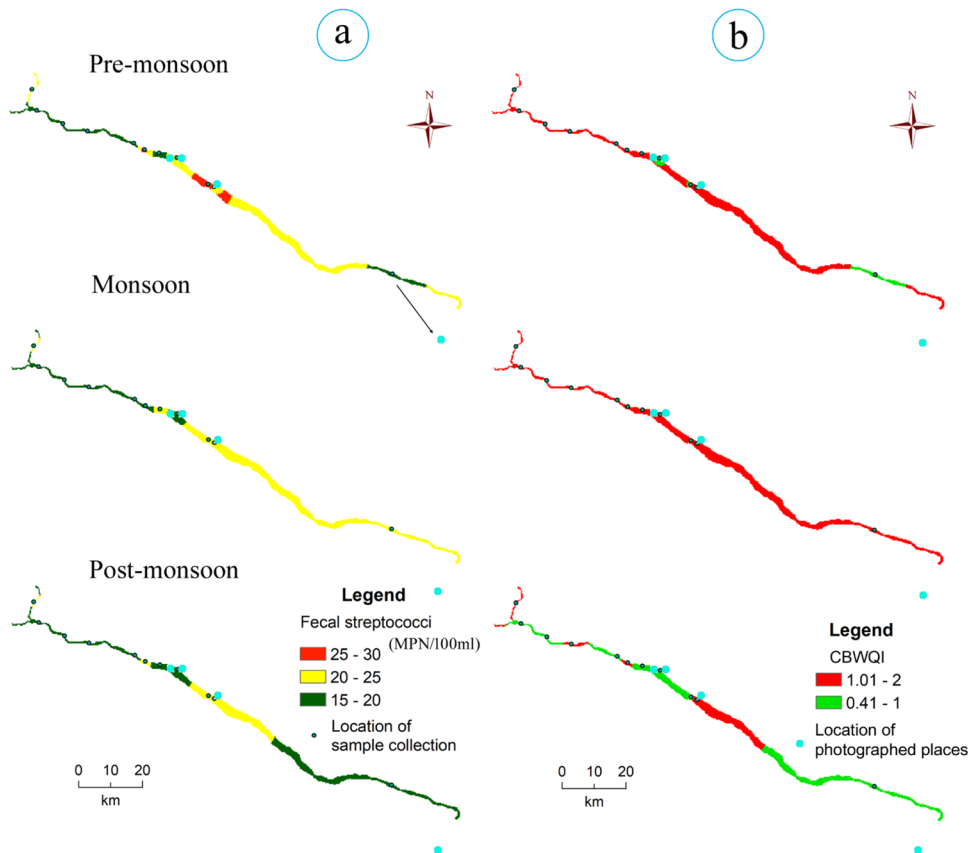 a
b
Pre-monsoon
N
N
Monsoon
Post-monsoon
Legend
Fecal streptococci
(MPN/100ml)
25 - 30
20 - 25
15 - 20
Location of
sample collection
0 10 20
km
Legend
CBWQI
1.01 - 2
0.41 - 1
Location of
photographed places
0 10 20
km